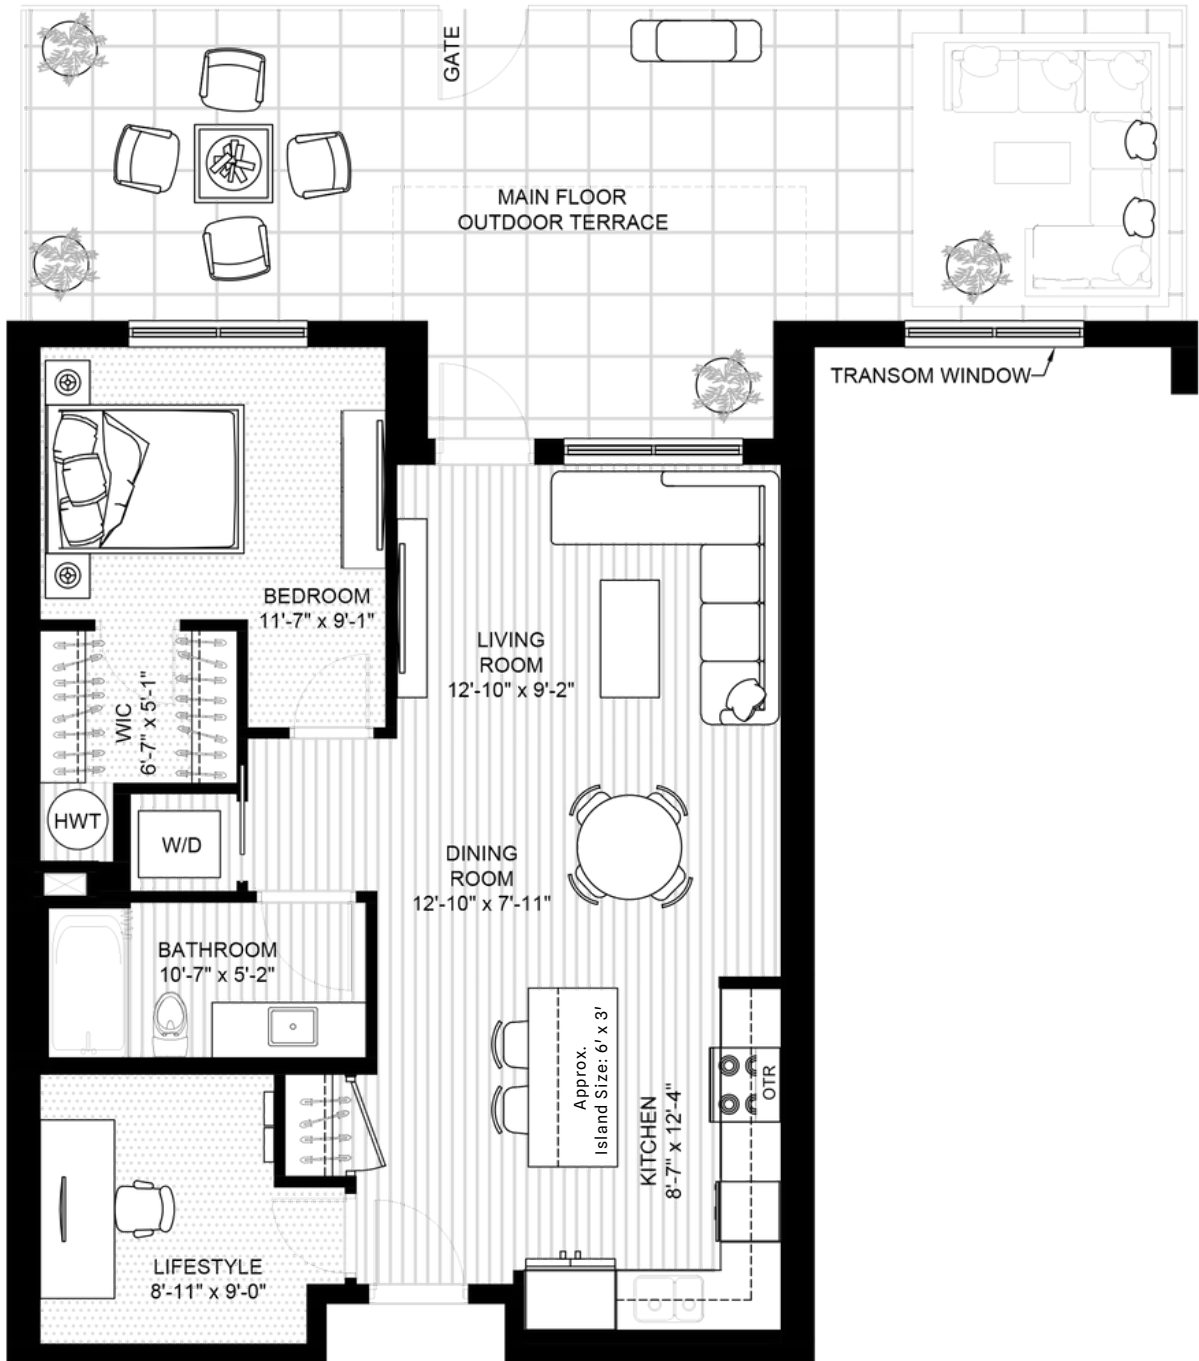 GATE
MAIN FLOOR
OUTDOOR TERRACE
TRANSOM WINDOW
BEDROOM
11'-7" x 9'-1"
LIVING
ROOM
12'-10" x 9'-2"
WIC
6'-7" x 5'-1"
HWT
W/D
DINING
ROOM
12'-10" x 7'-11"
BATHROOM
10'-7" x 5'-2"
Approx.
Island Size: 6' x 3'
OTR
KITCHEN
8'-7" x 12'-4"
LIFESTYLE
8'-11" x 9'-0"